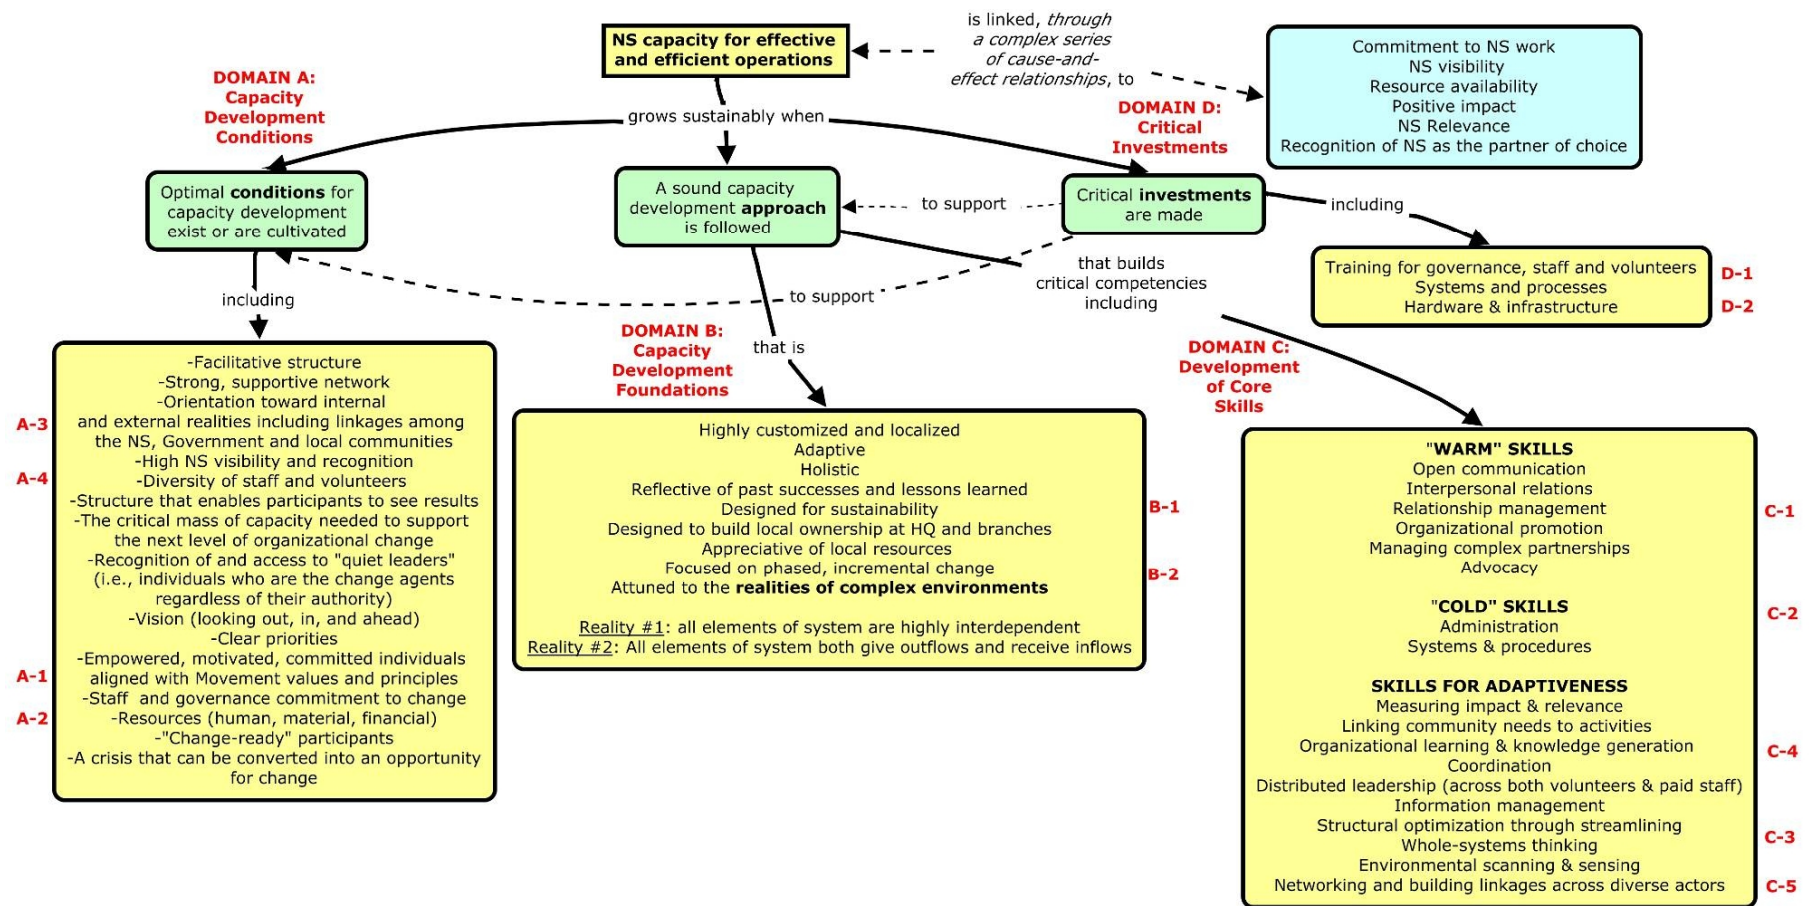 NS capacity for effective
and efficient operations
is linked, through
a complex series
of cause-and-
effect relationships, to
Commitment to NS work
NS visibility
Resource availability
Positive impact
NS Relevance
Recognition of NS as the partner of choice
DOMAIN A:
Capacity
Development
Conditions
grows sustainably when
DOMAIN D:
Critical
Investments
Optimal conditions for
capacity development
exist or are cultivated
A sound capacity
development approach
is followed
to support
Critical investments
are made
including
Training for governance, staff and volunteers
Systems and processes
Hardware & infrastructure
D-1
D-2
including
to support
that builds
critical competencies
including
DOMAIN B:
Capacity
Development
Foundations
that is
DOMAIN C:
Development
of Core
Skills
-Facilitative structure
-Strong, supportive network
-Orientation toward internal
and external realities including linkages among
the NS, Government and local communities
-High NS visibility and recognition
-Diversity of staff and volunteers
-Structure that enables participants to see results
-The critical mass of capacity needed to support
the next level of organizational change
-Recognition of and access to "quiet leaders"
(i.e., individuals who are the change agents
regardless of their authority)
-Vision (looking out, in, and ahead)
-Clear priorities
-Empowered, motivated, committed individuals
aligned with Movement values and principles
-Staff and governance commitment to change
-Resources (human, material, financial)
-"Change-ready" participants
-A crisis that can be converted into an opportunity
for change
A-3
A-4
A-1
A-2
Highly customized and localized
Adaptive
Holistic
Reflective of past successes and lessons learned
Designed for sustainability
Designed to build local ownership at HQ and branches
Appreciative of local resources
Focused on phased, incremental change
Attuned to the realities of complex environments
Reality #1: all elements of system are highly interdependent
Reality #2: All elements of system both give outflows and receive inflows
B-1
B-2
"WARM" SKILLS
Open communication
Interpersonal relations
Relationship management
Organizational promotion
Managing complex partnerships
Advocacy
"COLD" SKILLS
Administration
Systems & procedures
SKILLS FOR ADAPTIVENESS
Measuring impact & relevance
Linking community needs to activities
Organizational learning & knowledge generation
Coordination
Distributed leadership (across both volunteers & paid staff)
Information management
Structural optimization through streamlining
Whole-systems thinking
Environmental scanning & sensing
Networking and building linkages across diverse actors
C-1
C-2
C-4
C-3
C-5